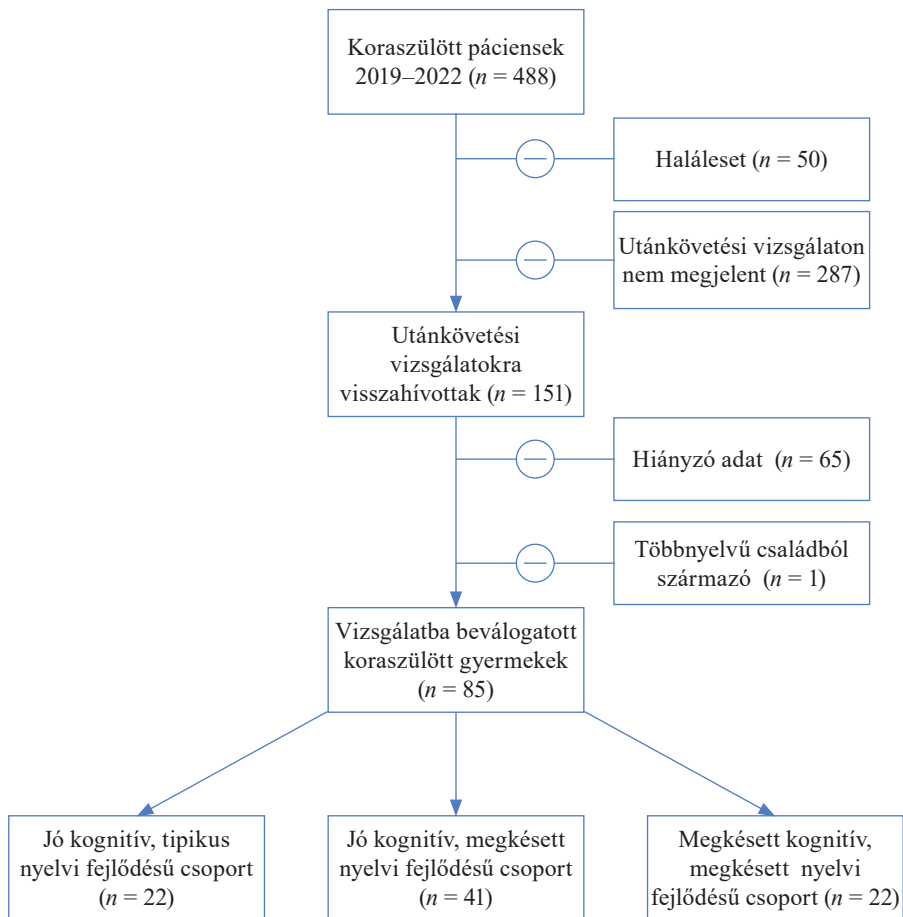 Koraszülött páciensek
2019–2022 (n = 488)
Haláleset (n = 50)
Utánkövetési vizsgálaton
nem megjelent (n = 287)
Utánkövetési
vizsgálatokra
visszahívottak (n = 151)
Hiányzó adat (n = 65)
Többnyelvű családból
származó (n = 1)
Vizsgálatba beválogatott
koraszülött gyermekek
(n = 85)
Jó kognitív, tipikus
nyelvi fejlődésű csoport
(n = 22)
Jó kognitív, megkésett
nyelvi fejlődésű csoport
(n = 41)
Megkésett kognitív,
megkésett nyelvi
fejlődésű csoport (n = 22)